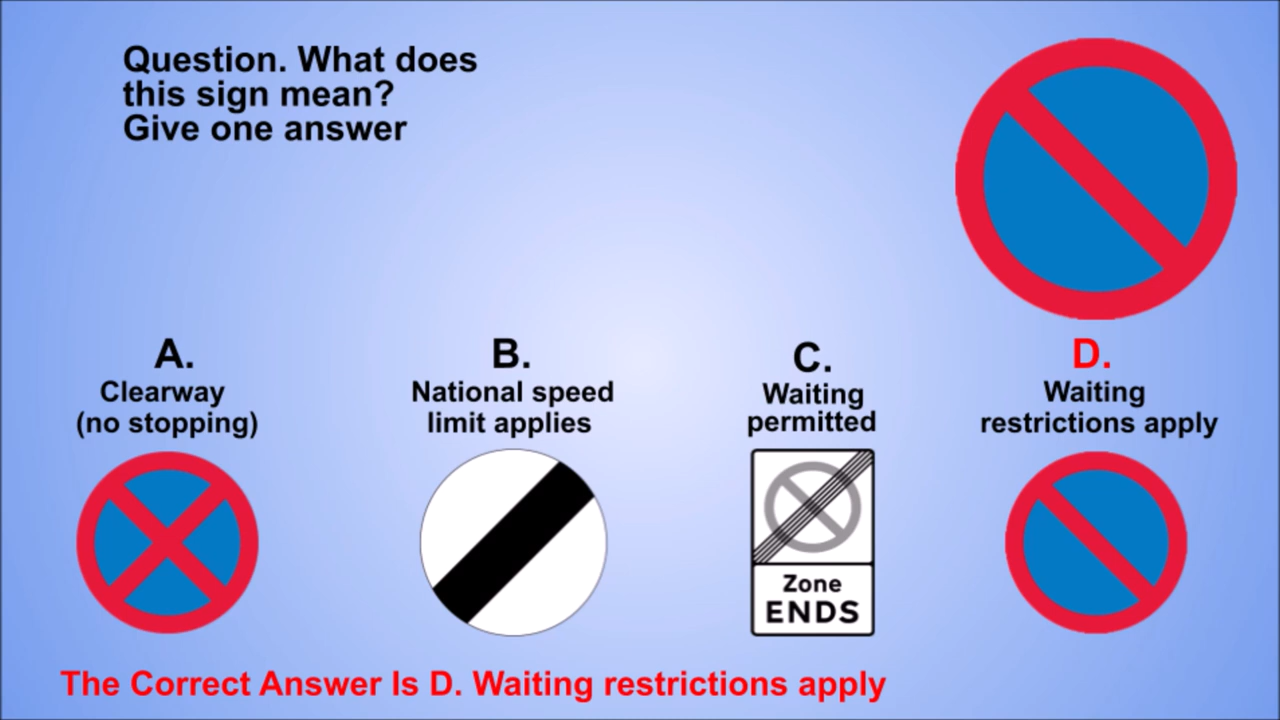 Question. What does
this sign mean?
Give one answer
A.
Clearway
(no stopping)
B.
National speed
limit applies
C.
Waiting
permitted
Zone
ENDS
D.
Waiting
restrictions apply
The Correct Answer Is D. Waiting restrictions apply